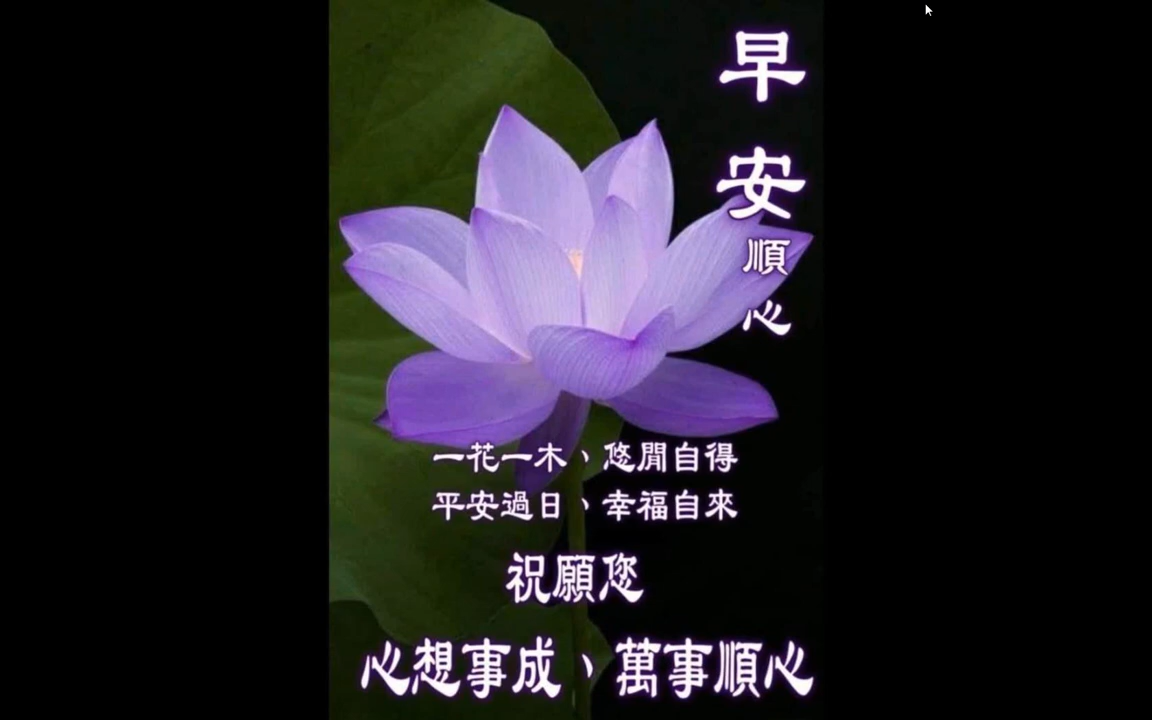 早安
順心
一花一木、悠閒自得
平安過日、幸福自來
祝願您
心想事成、萬事順心